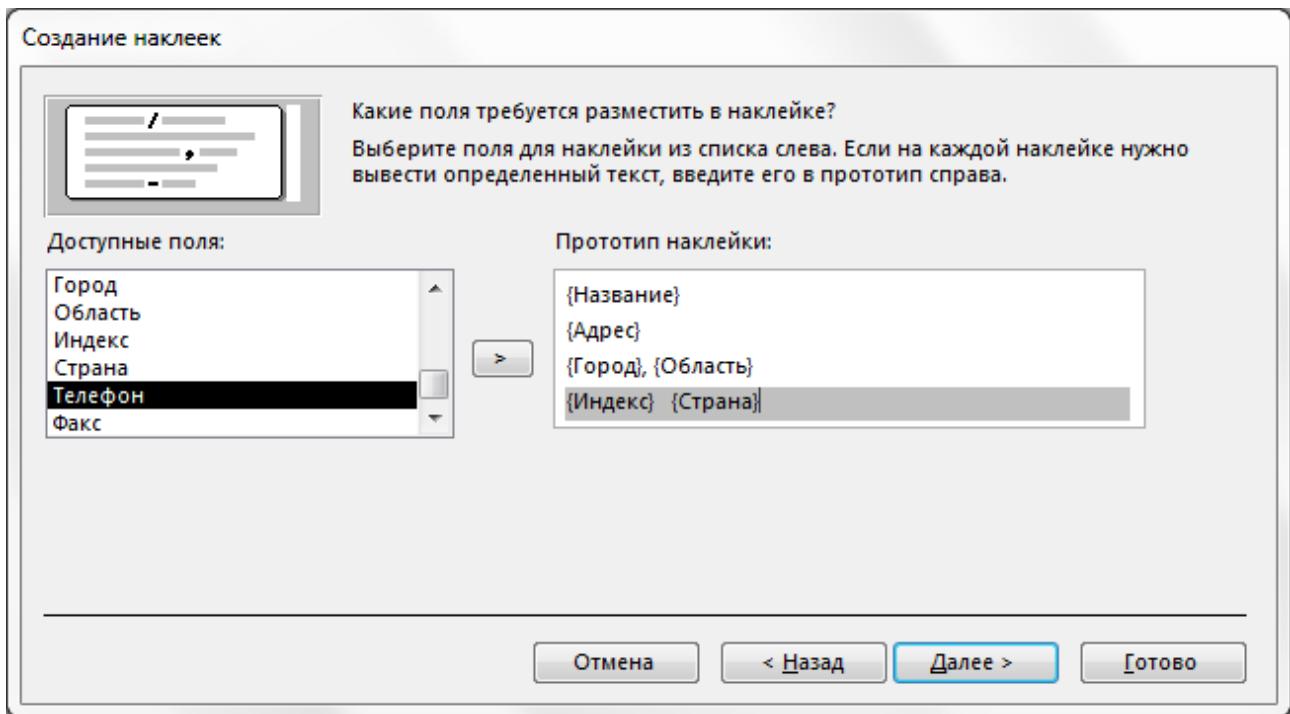 Создание наклеек
Какие поля требуется разместить в наклейке?
Выберите поля для наклейки из списка слева. Если на каждой наклейке нужно
вывести определенный текст, введите его в прототип справа.
Доступные поля:
Город
Область
Индекс
Страна
Телефон
Факс
>
Прототип наклейки:
{Название}
{Адрес}
{Город}, {Область}
{Индекс} {Страна}
Отмена
< Назад
Далее >
Готово